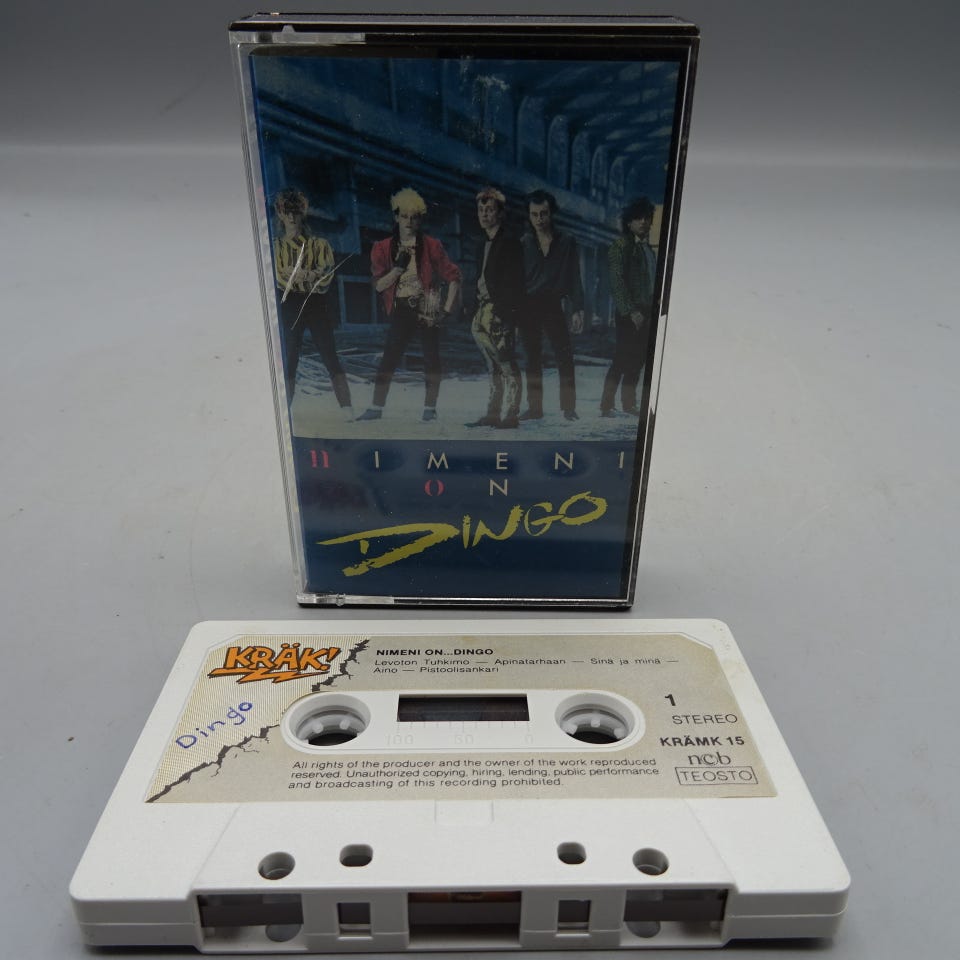 NIMENI
ON
DINGO
KRÄK!
Dingo
NIMENI ON...DINGO
Levoton Tuhkimo — Apinatarhaan — Sinä ja minä —
Aino — Pistoolisankari
1
STEREO
KRÄMK 15
ncb
TEOSTO
100 50 0
All rights of the producer and the owner of the work reproduced
reserved. Unauthorized copying, hiring, lending, public performance
and broadcasting of this recording prohibited.